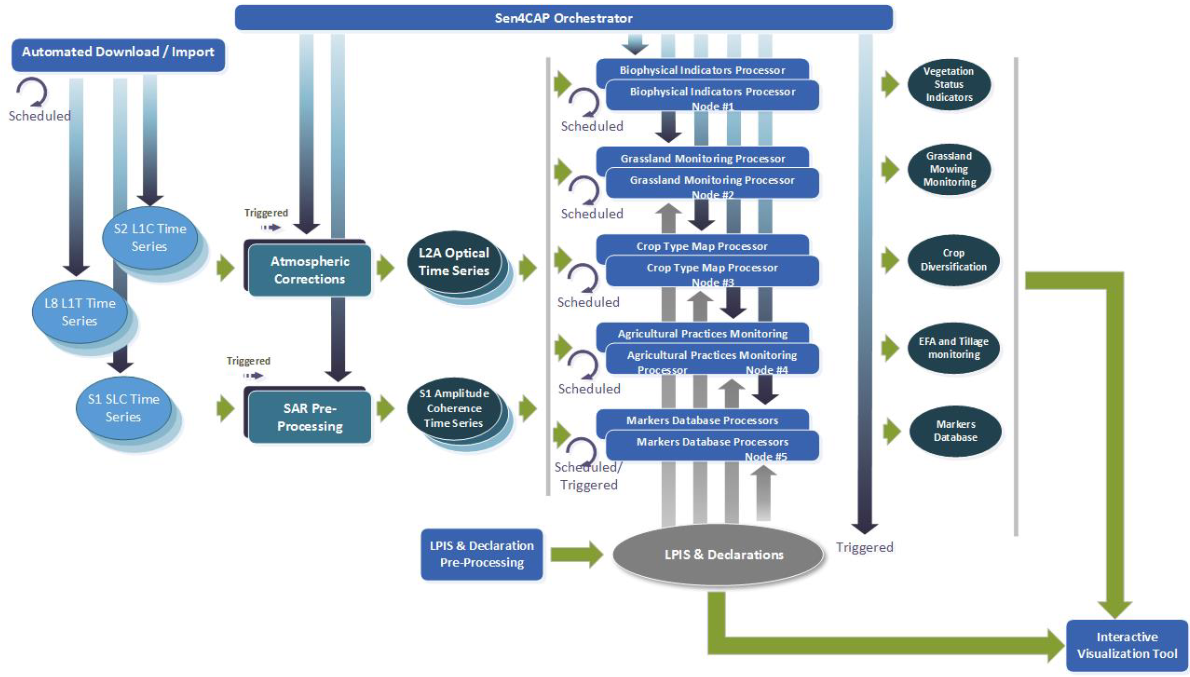 Sen4CAP Orchestrator
Automated Download / Import
Scheduled
S2 L1C Time
Series
L8 L1T Time
Series
S1 SLC Time
Series
Triggered
Atmospheric
Corrections
Triggered
SAR Pre-
Processing
L2A Optical
Time Series
S1 Amplitude
Coherence
Time Series
Biophysical Indicators Processor
Biophysical Indicators Processor
Node #1
Scheduled
Grassland Monitoring Processor
Grassland Monitoring Processor
Node #2
Scheduled
Crop Type Map Processor
Crop Type Map Processor
Node #3
Scheduled
Agricultural Practices Monitoring
Agricultural Practices Monitoring
Processor Node #4
Scheduled
Markers Database Processors
Markers Database Processors
Node #5
Scheduled/
Triggered
Vegetation
Status
Indicators
Grassland
Mowing
Monitoring
Crop
Diversification
EFA and Tillage
monitoring
Markers
Database
LPIS & Declaration
Pre-Processing
LPIS & Declarations
Triggered
Interactive
Visualization Tool